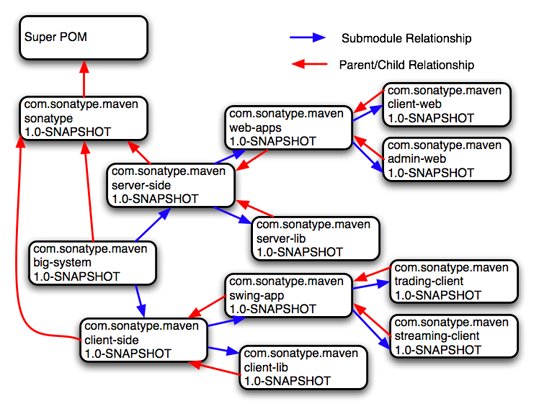 Super POM
Submodule Relationship
Parent/Child Relationship
com.sonatype.maven
sonatype
1.0-SNAPSHOT
com.sonatype.maven
client-web
1.0-SNAPSHOT
com.sonatype.maven
web-apps
1.0-SNAPSHOT
com.sonatype.maven
admin-web
1.0-SNAPSHOT
com.sonatype.maven
server-side
1.0-SNAPSHOT
com.sonatype.maven
server-lib
1.0-SNAPSHOT
com.sonatype.maven
big-system
1.0-SNAPSHOT
com.sonatype.maven
trading-client
1.0-SNAPSHOT
com.sonatype.maven
swing-app
1.0-SNAPSHOT
com.sonatype.maven
streaming-client
1.0-SNAPSHOT
com.sonatype.maven
client-side
1.0-SNAPSHOT
com.sonatype.maven
client-lib
1.0-SNAPSHOT